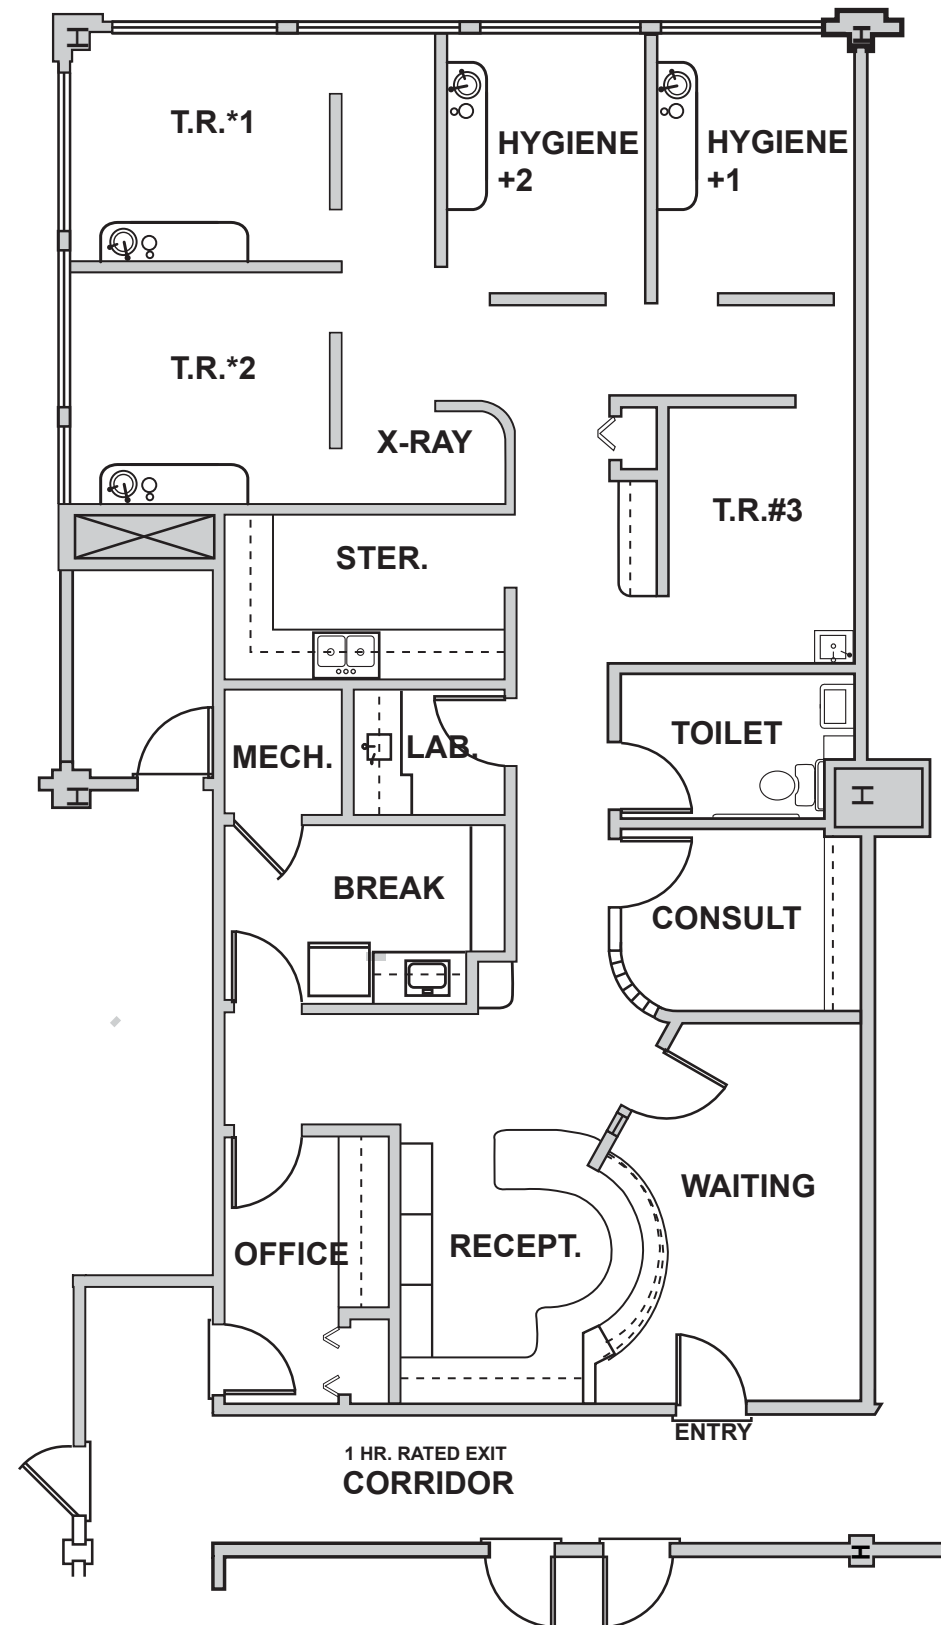 T.R.*1
HYGIENE
+2
HYGIENE
+1
T.R.*2
X-RAY
T.R.#3
STER.
TOILET
MECH.
LAB.
BREAK
CONSULT
WAITING
OFFICE
RECEPT.
ENTRY
1 HR. RATED EXIT
CORRIDOR